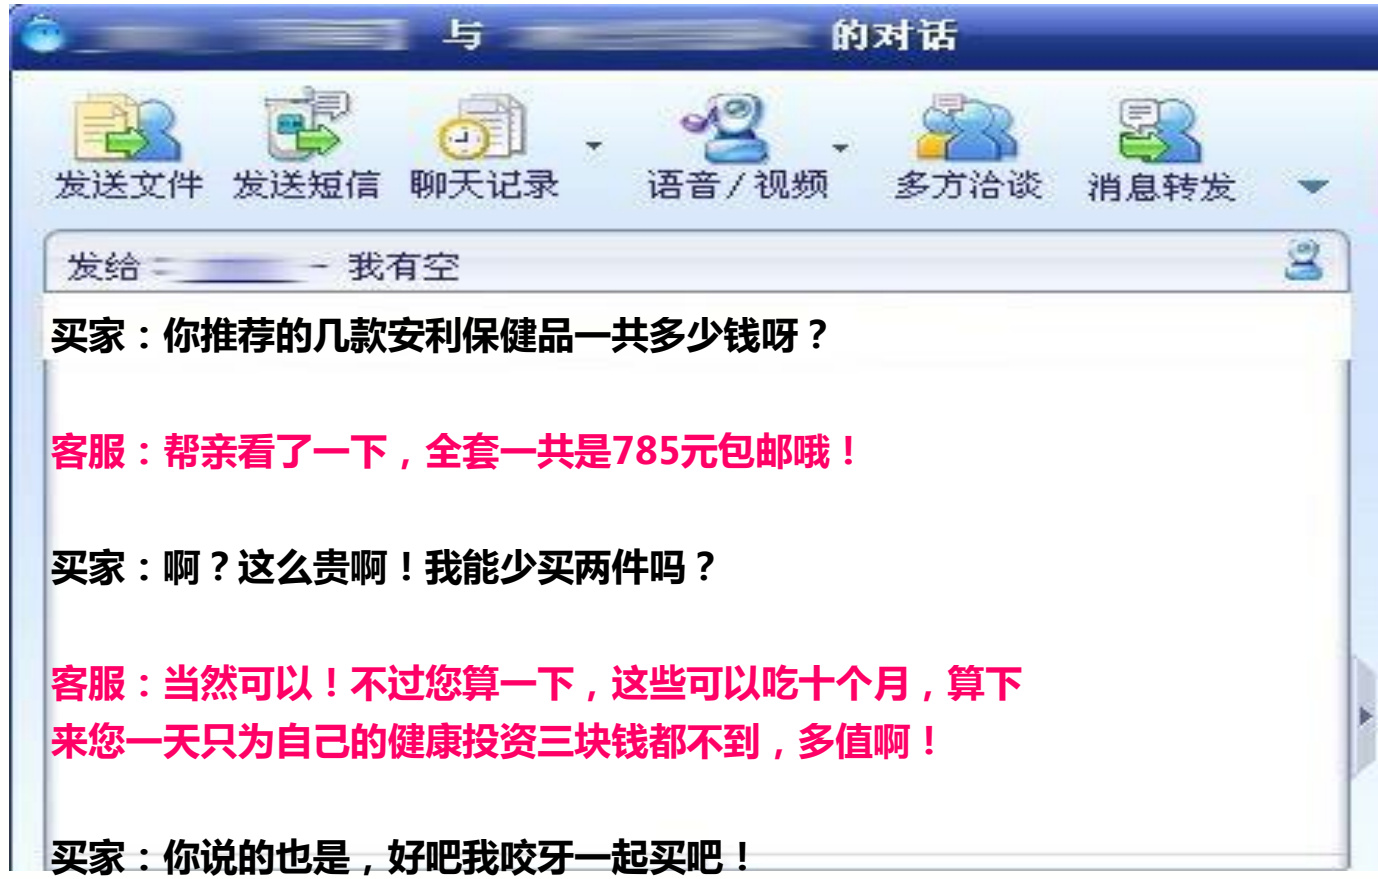 与 的对话
发送文件 发送短信 聊天记录 语音/视频 多方洽谈 消息转发
发给: - 我有空
买家：你推荐的几款安利保健品一共多少钱呀？
客服：帮亲看了一下，全套一共是785元包邮哦！
买家：啊？这么贵啊！我能少买两件吗？
客服：当然可以！不过您算一下，这些可以吃十个月，算下
来您一天只为自己的健康投资三块钱都不到，多值啊！
买家：你说的也是，好吧我咬牙一起买吧！